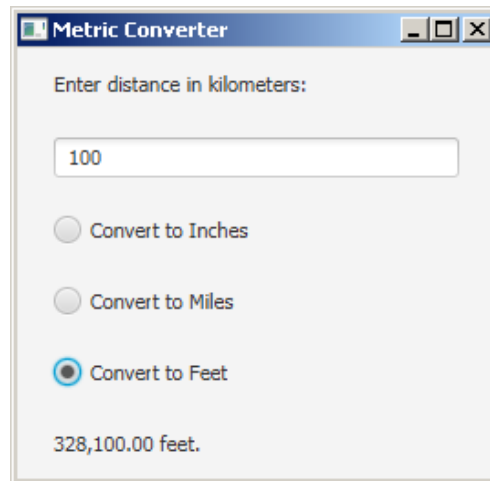 Metric Converter
Enter distance in kilometers:
100
Convert to Inches
Convert to Miles
Convert to Feet
328,100.00 feet.